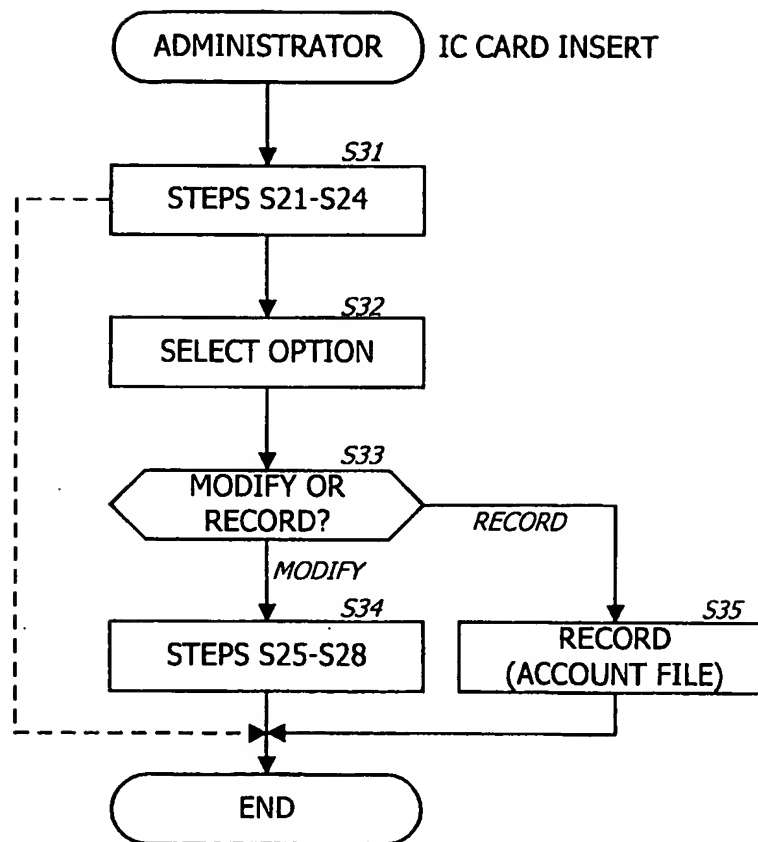 ADMINISTRATOR
IC CARD INSERT
S31
STEPS S21-S24
S32
SELECT OPTION
S33
MODIFY OR
RECORD?
RECORD
MODIFY
S34
STEPS S25-S28
S35
RECORD
(ACCOUNT FILE)
END